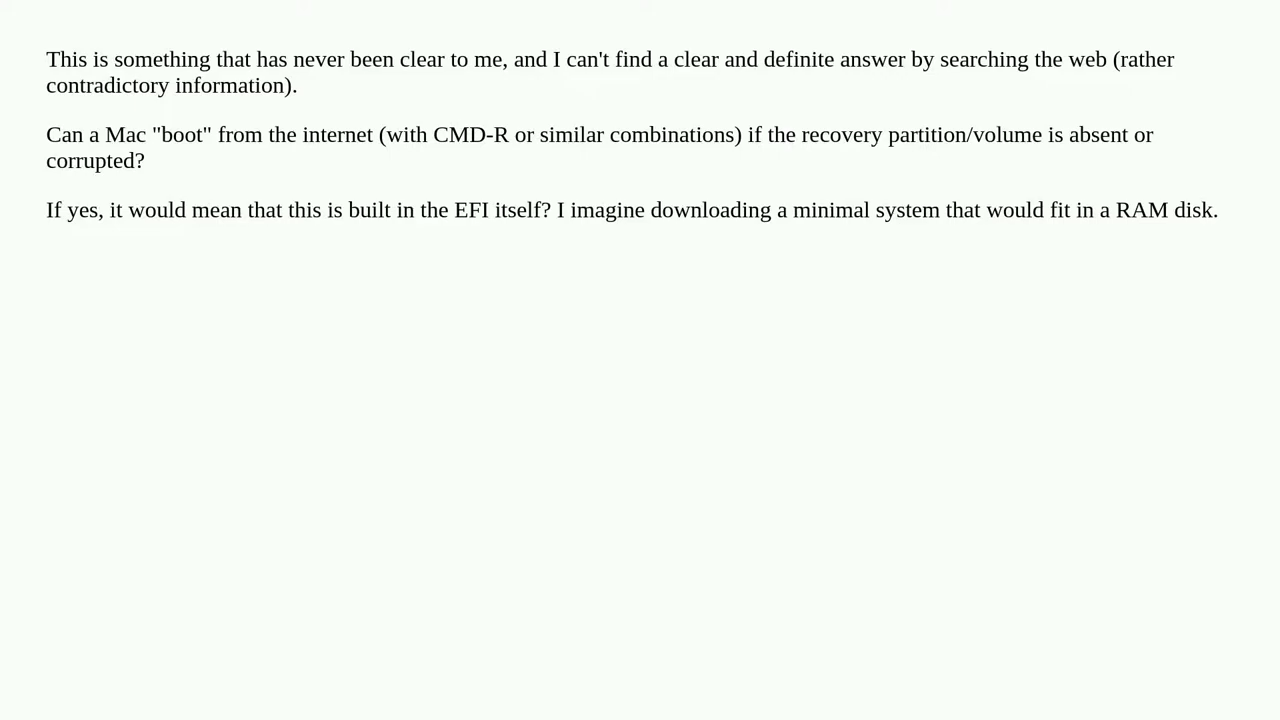 This is something that has never been clear to me, and I can't find a clear and definite answer by searching the web (rather
contradictory information).
Can a Mac "boot" from the internet (with CMD-R or similar combinations) if the recovery partition/volume is absent or
corrupted?
If yes, it would mean that this is built in the EFI itself? I imagine downloading a minimal system that would fit in a RAM disk.